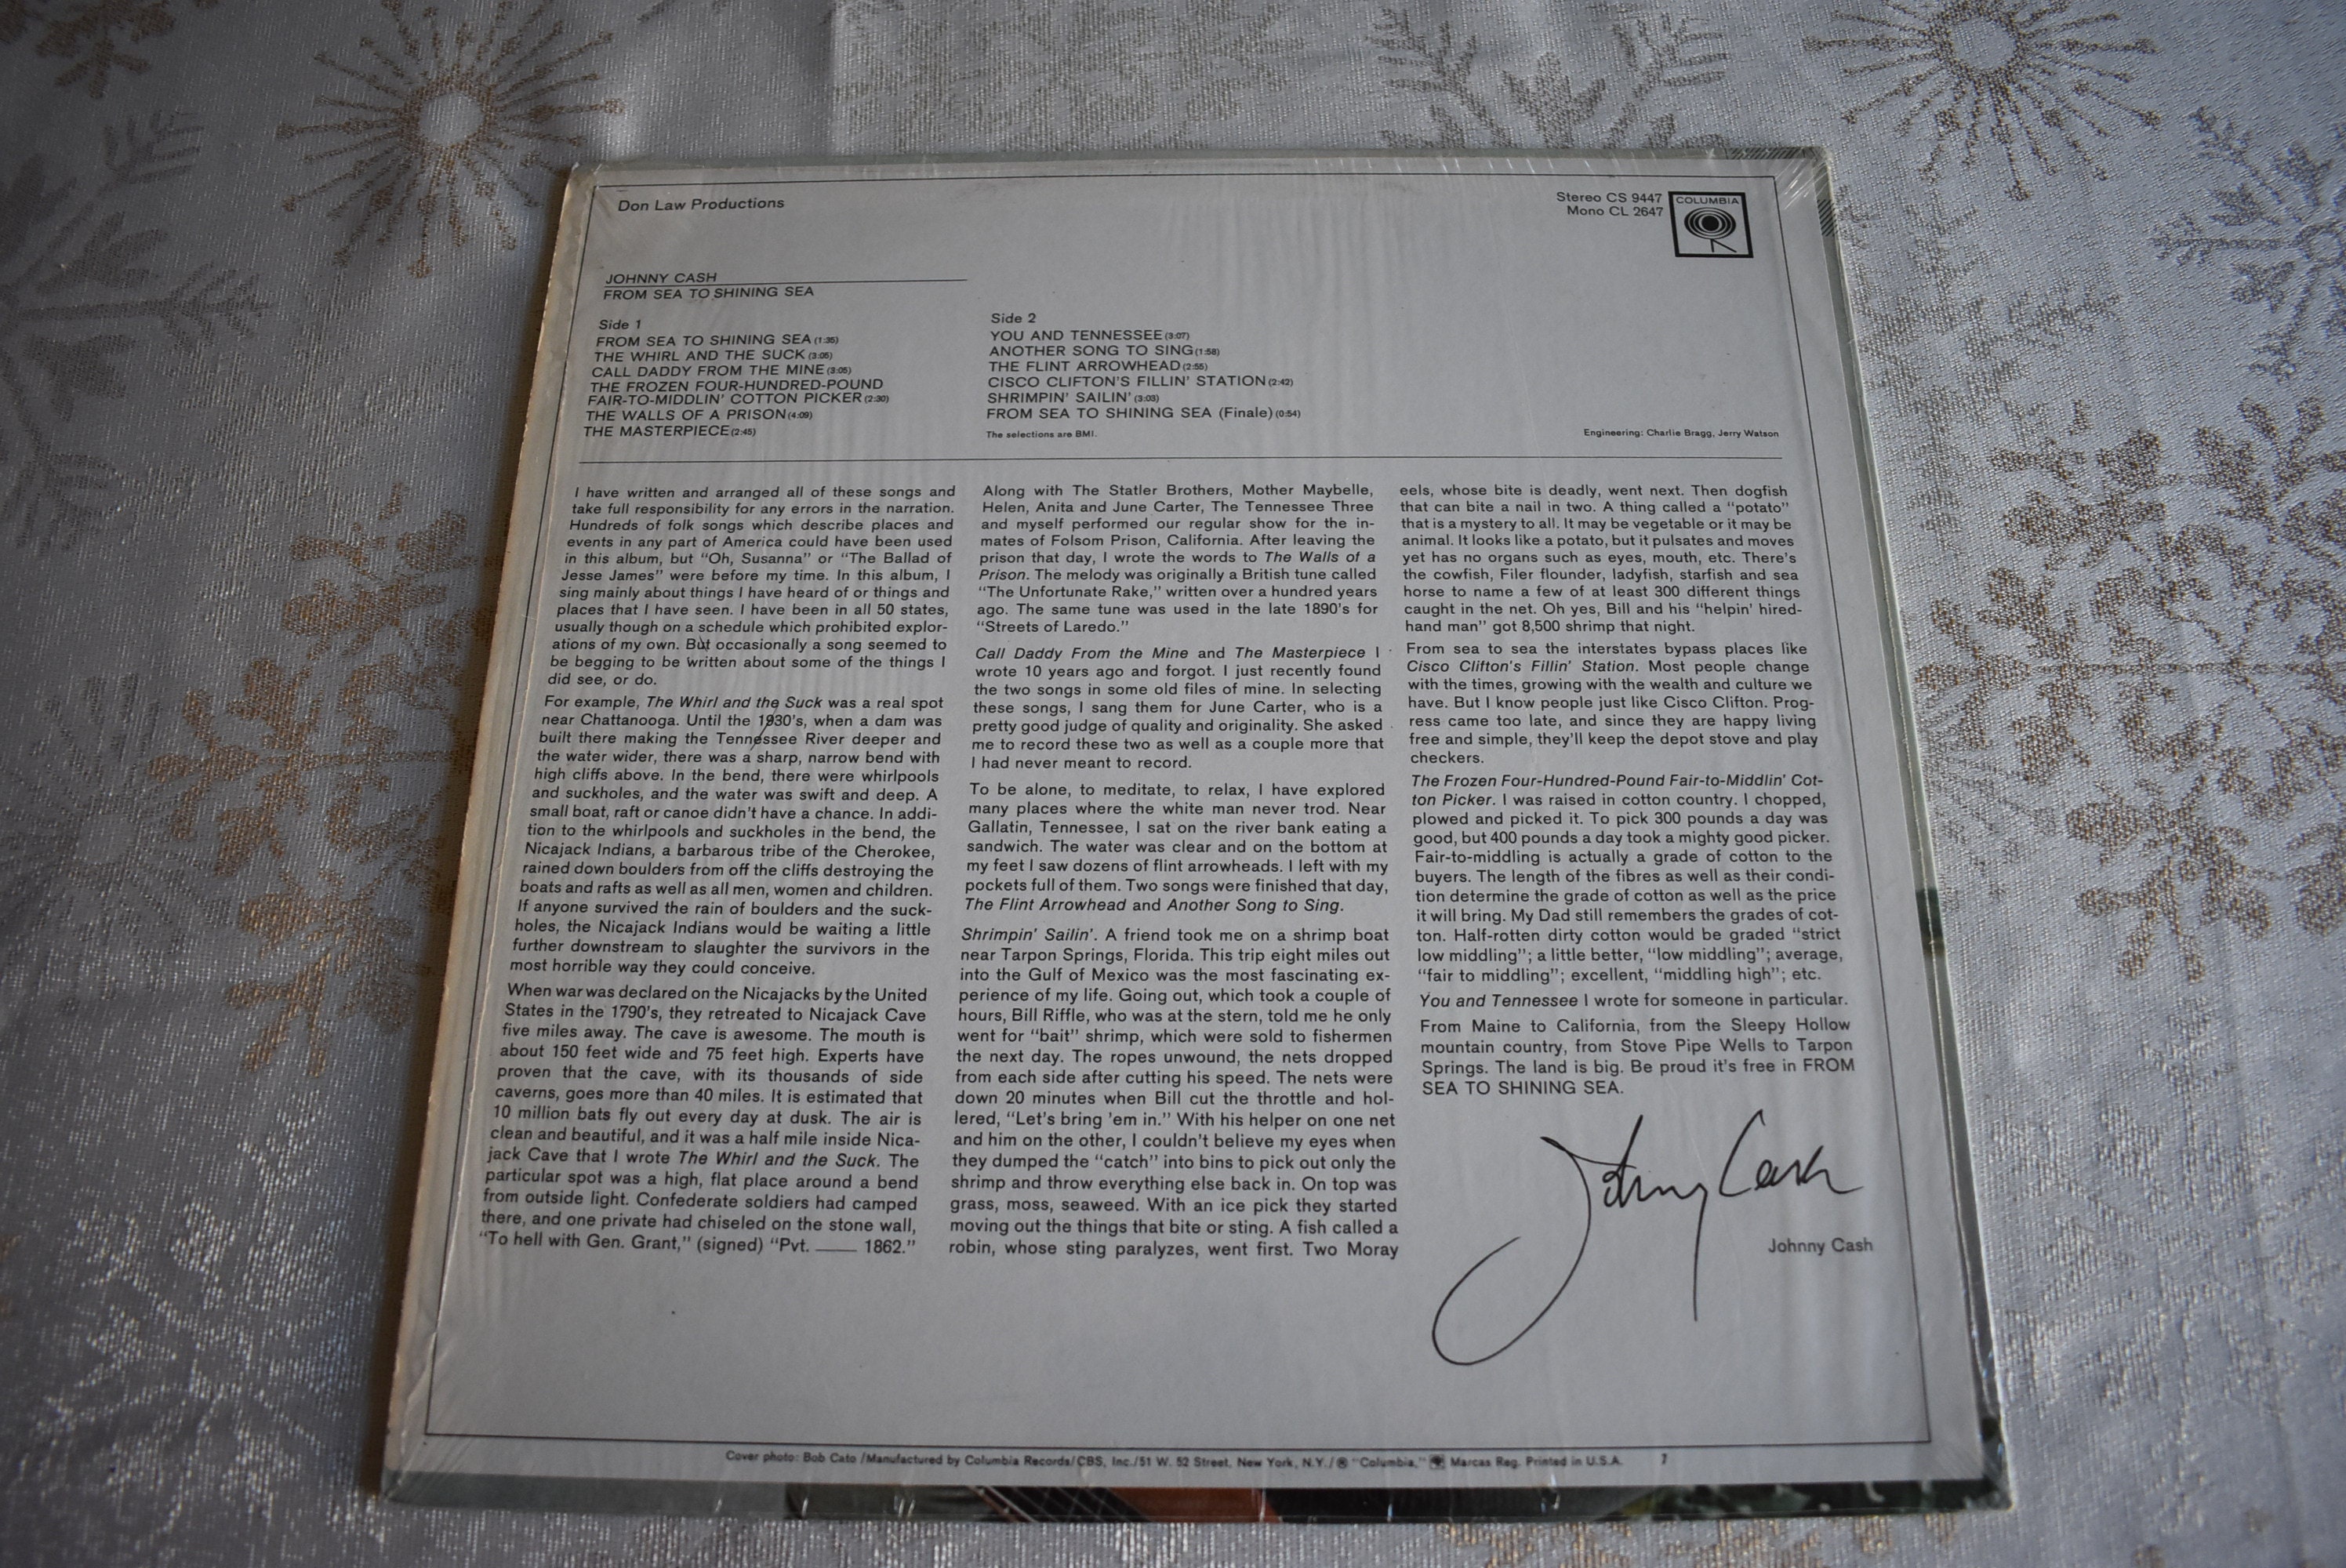 Don Law Productions
Stereo CS 9447
Mono CL 2647
COLUMBIA
JOHNNY CASH
FROM SEA TO SHINING SEA
Side 1
FROM SEA TO SHINING SEA (1:35)
THE WHIRL AND THE SUCK (3:05)
CALL DADDY FROM THE MINE (3:05)
THE FROZEN FOUR-HUNDRED-POUND
FAIR-TO-MIDDLIN' COTTON PICKER (2:30)
THE WALLS OF A PRISON (4:09)
THE MASTERPIECE (2:45)
Side 2
YOU AND TENNESSEE (3:07)
ANOTHER SONG TO SING (1:58)
THE FLINT ARROWHEAD (2:55)
CISCO CLIFTON'S FILLIN' STATION (2:42)
SHRIMPIN' SAILIN' (3:03)
FROM SEA TO SHINING SEA (Finale) (0:54)
The selections are BMI.
Engineering: Charlie Bragg, Jerry Watson
I have written and arranged all of these songs and
take full responsibility for any errors in the narration.
Hundreds of folk songs which describe places and
events in any part of America could have been used
in this album, but "Oh, Susanna" or "The Ballad of
Jesse James" were before my time. In this album, I
sing mainly about things I have heard of or things and
places that I have seen. I have been in all 50 states,
usually though on a schedule which prohibited explor-
ations of my own. But occasionally a song seemed to
be begging to be written about some of the things I
did see, or do.
For example, The Whirl and the Suck was a real spot
near Chattanooga. Until the 1930's, when a dam was
built there making the Tennessee River deeper and
the water wider, there was a sharp, narrow bend with
high cliffs above. In the bend, there were whirlpools
and suckholes, and the water was swift and deep. A
small boat, raft or canoe didn't have a chance. In addi-
tion to the whirlpools and suckholes in the bend, the
Nicajack Indians, a barbarous tribe of the Cherokee,
rained down boulders from off the cliffs destroying the
boats and rafts as well as all men, women and children.
If anyone survived the rain of boulders and the suck-
holes, the Nicajack Indians would be waiting a little
further downstream to slaughter the survivors in the
most horrible way they could conceive.
When war was declared on the Nicajacks by the United
States in the 1790's, they retreated to Nicajack Cave
five miles away. The cave is awesome. The mouth is
about 150 feet wide and 75 feet high. Experts have
proven that the cave, with its thousands of side
caverns, goes more than 40 miles. It is estimated that
10 million bats fly out every day at dusk. The air is
clean and beautiful, and it was a half mile inside Nica-
jack Cave that I wrote The Whirl and the Suck. The
particular spot was a high, flat place around a bend
from outside light. Confederate soldiers had camped
there, and one private had chiseled on the stone wall,
"To hell with Gen. Grant," (signed) "Pvt. ____ 1862."
Along with The Statler Brothers, Mother Maybelle,
Helen, Anita and June Carter, The Tennessee Three
and myself performed our regular show for the in-
mates of Folsom Prison, California. After leaving the
prison that day, I wrote the words to The Walls of a
Prison. The melody was originally a British tune called
"The Unfortunate Rake," written over a hundred years
ago. The same tune was used in the late 1890's for
"Streets of Laredo."
Call Daddy From the Mine and The Masterpiece I
wrote 10 years ago and forgot. I just recently found
the two songs in some old files of mine. In selecting
these songs, I sang them for June Carter, who is a
pretty good judge of quality and originality. She asked
me to record these two as well as a couple more that
I had never meant to record.
To be alone, to meditate, to relax, I have explored
many places where the white man never trod. Near
Gallatin, Tennessee, I sat on the river bank eating a
sandwich. The water was clear and on the bottom at
my feet I saw dozens of flint arrowheads. I left with my
pockets full of them. Two songs were finished that day,
The Flint Arrowhead and Another Song to Sing.
Shrimpin' Sailin'. A friend took me on a shrimp boat
near Tarpon Springs, Florida. This trip eight miles out
into the Gulf of Mexico was the most fascinating ex-
perience of my life. Going out, which took a couple of
hours, Bill Riffle, who was at the stern, told me he only
went for "bait" shrimp, which were sold to fishermen
the next day. The ropes unwound, the nets dropped
from each side after cutting his speed. The nets were
down 20 minutes when Bill cut the throttle and hol-
lered, "Let's bring 'em in." With his helper on one net
and him on the other, I couldn't believe my eyes when
they dumped the "catch" into bins to pick out only the
shrimp and throw everything else back in. On top was
grass, moss, seaweed. With an ice pick they started
moving out the things that bite or sting. A fish called a
robin, whose sting paralyzes, went first. Two Moray
eels, whose bite is deadly, went next. Then dogfish
that can bite a nail in two. A thing called a "potato"
that is a mystery to all. It may be vegetable or it may be
animal. It looks like a potato, but it pulsates and moves
yet has no organs such as eyes, mouth, etc. There's
the cowfish, Filer flounder, ladyfish, starfish and sea
horse to name a few of at least 300 different things
caught in the net. Oh yes, Bill and his "helpin' hired-
hand man" got 8,500 shrimp that night.
From sea to sea the interstates bypass places like
Cisco Clifton's Fillin' Station. Most people change
with the times, growing with the wealth and culture we
have. But I know people just like Cisco Clifton. Prog-
ress came too late, and since they are happy living
free and simple, they'll keep the depot stove and play
checkers.
The Frozen Four-Hundred-Pound Fair-to-Middlin' Cot-
ton Picker. I was raised in cotton country. I chopped,
plowed and picked it. To pick 300 pounds a day was
good, but 400 pounds a day took a mighty good picker.
Fair-to-middling is actually a grade of cotton to the
buyers. The length of the fibres as well as their condi-
tion determine the grade of cotton as well as the price
it will bring. My Dad still remembers the grades of cot-
ton. Half-rotten dirty cotton would be graded "strict
low middling"; a little better, "low middling"; average,
"fair to middling"; excellent, "middling high"; etc.
You and Tennessee I wrote for someone in particular.
From Maine to California, from the Sleepy Hollow
mountain country, from Stove Pipe Wells to Tarpon
Springs. The land is big. Be proud it's free in FROM
SEA TO SHINING SEA.
Johnny Cash
Johnny Cash
Cover photo: Bob Cato /Manufactured by Columbia Records/CBS, Inc./51 W. 52 Street, New York, N.Y./® "Columbia," Marcas Reg. Printed in U.S.A. 7